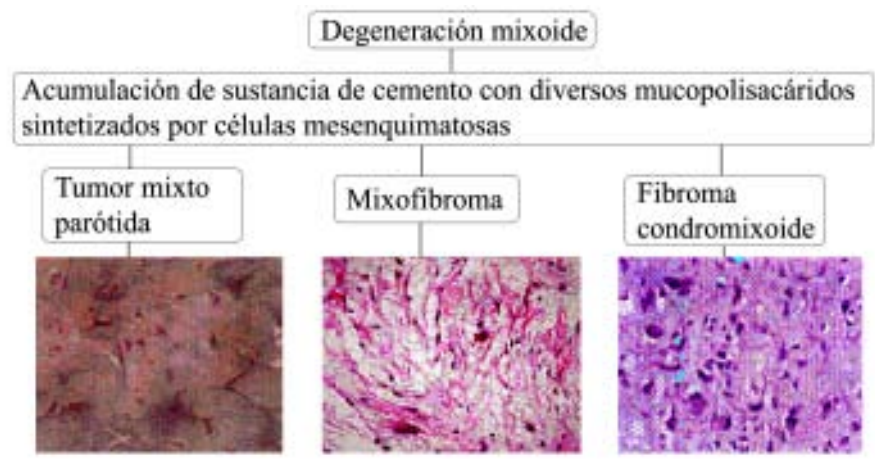 Degeneración mixoide
Acumulación de sustancia de cemento con diversos mucopolisacáridos
sintetizados por células mesenquimatosas
Tumor mixto
parótida
Mixofibroma
Fibroma
condromixoide